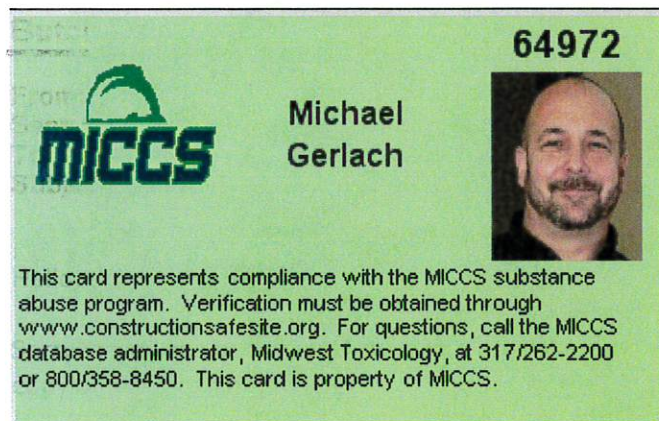 64972
MICCS
Michael
Gerlach
This card represents compliance with the MICCS substance
abuse program. Verification must be obtained through
www.constructionsafesite.org. For questions, call the MICCS
database administrator, Midwest Toxicology, at 317/262-2200
or 800/358-8450. This card is property of MICCS.